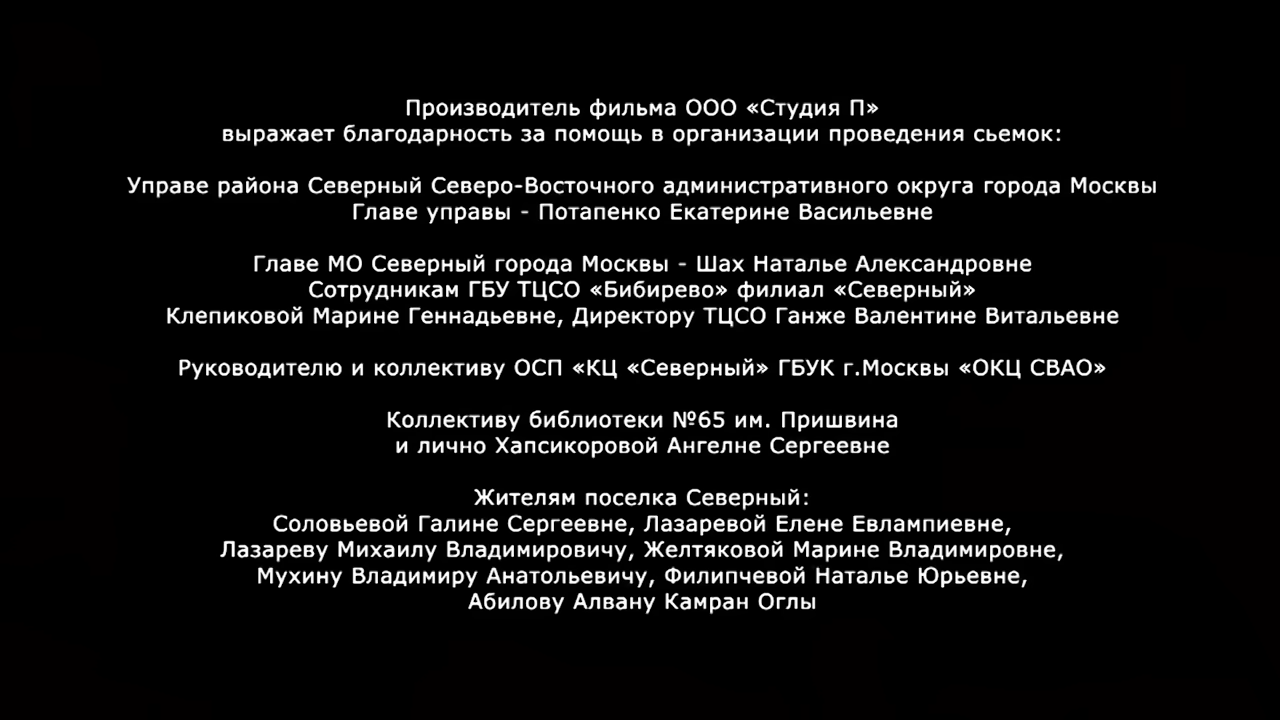 Производитель фильма ООО «Студия П»
выражает благодарность за помощь в организации проведения сьемок:
Управе района Северный Северо-Восточного административного округа города Москвы
Главе управы - Потапенко Екатерине Васильевне
Главе МО Северный города Москвы - Шах Наталье Александровне
Сотрудникам ГБУ ТЦСО «Бибирево» филиал «Северный»
Клепиковой Марине Геннадьевне, Директору ТЦСО Ганже Валентине Витальевне
Руководителю и коллективу ОСП «КЦ «Северный» ГБУК г.Москвы «ОКЦ СВАО»
Коллективу библиотеки №65 им. Пришвина
и лично Хапсикоровой Ангелне Сергеевне
Жителям поселка Северный:
Соловьевой Галине Сергеевне, Лазаревой Елене Евлампиевне,
Лазареву Михаилу Владимировичу, Желтяковой Марине Владимировне,
Мухину Владимиру Анатольевичу, Филипчевой Наталье Юрьевне,
Абилову Алвану Камран Оглы